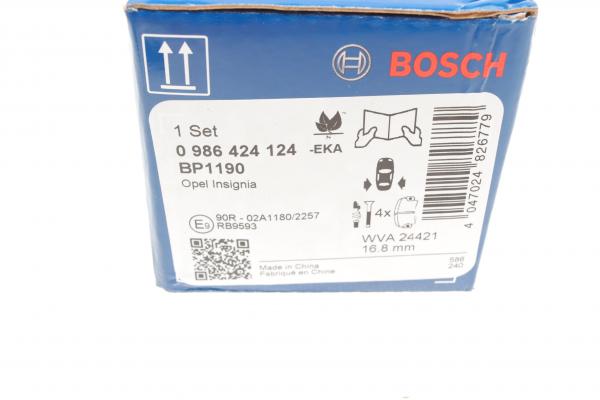 BOSCH
1 Set
0 986 424 124 -EKA
BP1190
Opel Insignia
E9 90R - 02A1180/2257
RB9593
4x
WVA 24421
16.8 mm
Made in China
Fabriqué en Chine
586
240
4 047024 826779